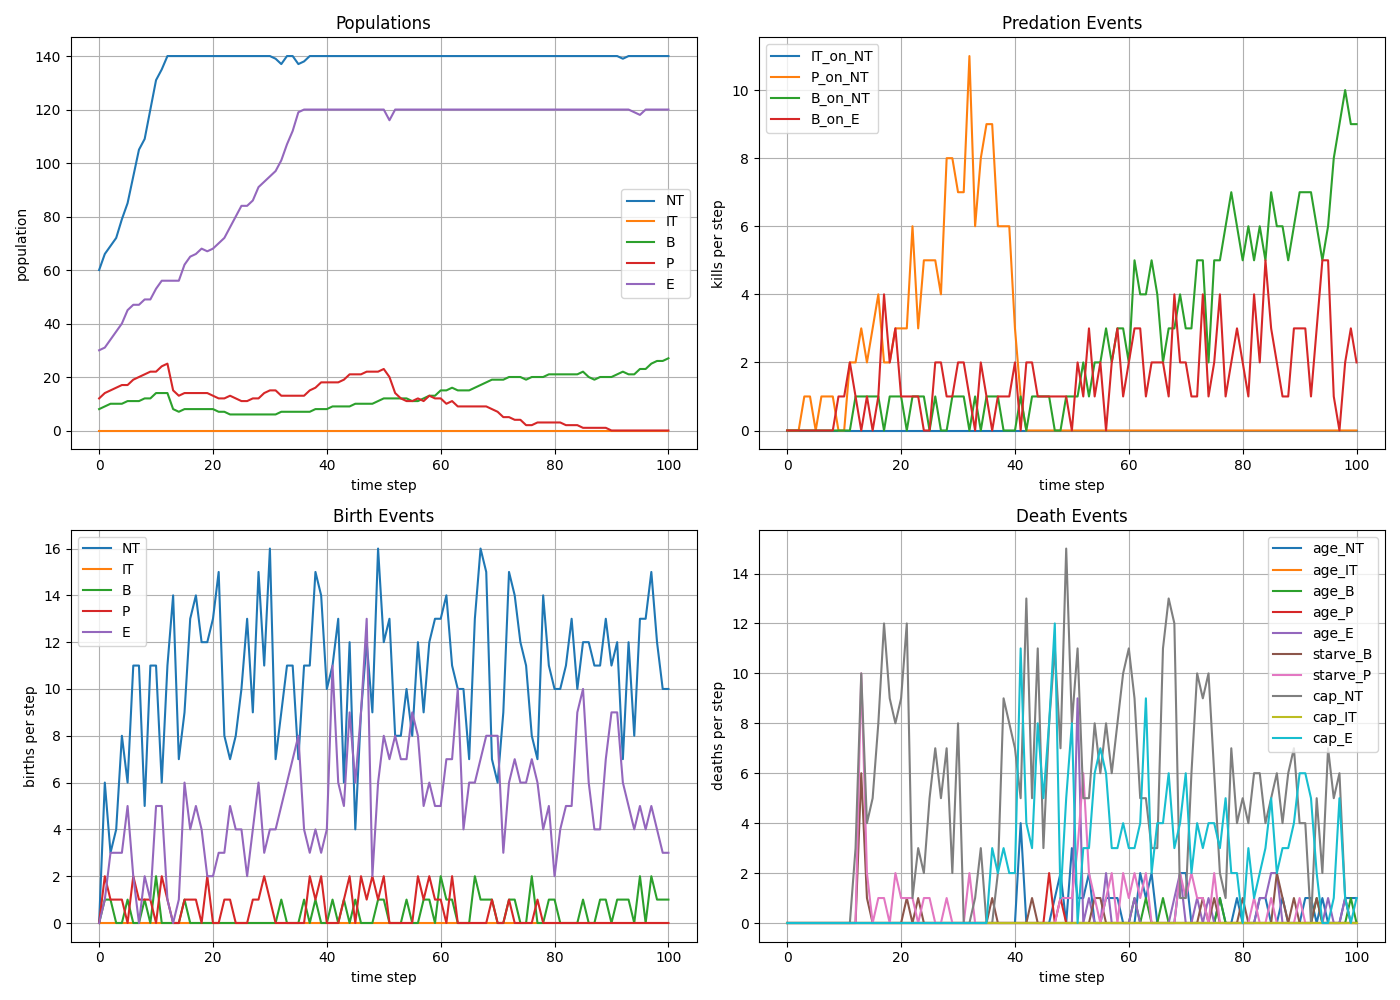 Populations
140
120
100
80
60
40
20
0
population
NT
IT
B
P
E
0 20 40 60 80 100
time step
Predation Events
10
8
6
4
2
0
kills per step
IT_on_NT
P_on_NT
B_on_NT
B_on_E
0 20 40 60 80 100
time step
Birth Events
16
14
12
10
8
6
4
2
0
births per step
NT
IT
B
P
E
0 20 40 60 80 100
time step
Death Events
14
12
10
8
6
4
2
0
deaths per step
age_NT
age_IT
age_B
age_P
age_E
starve_B
starve_P
cap_NT
cap_IT
cap_E
0 20 40 60 80 100
time step